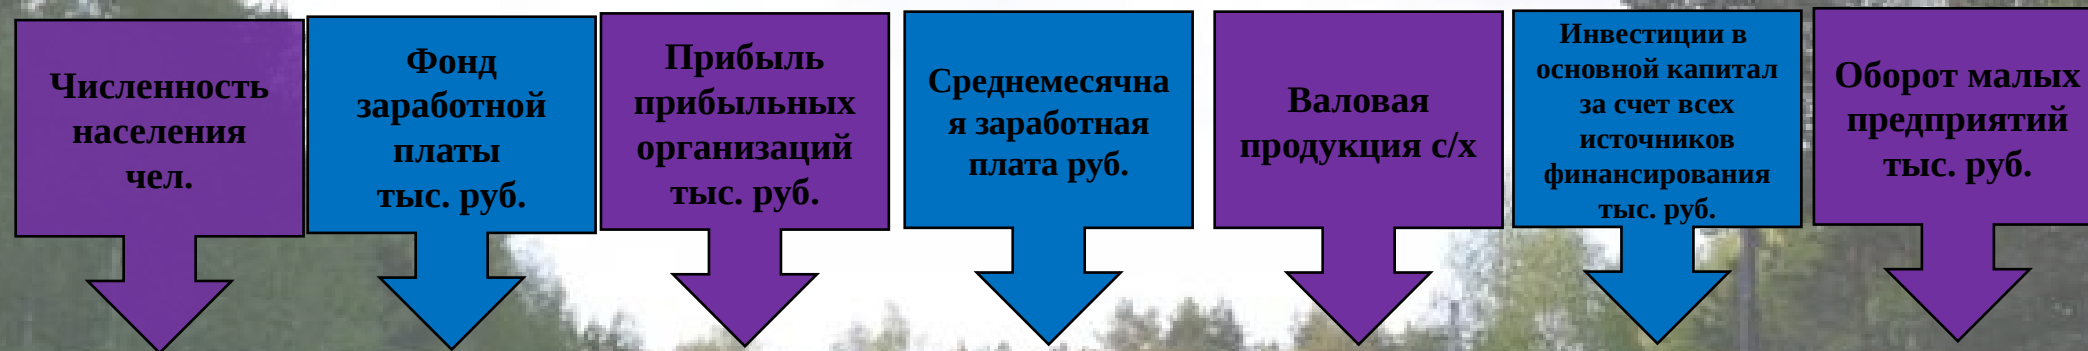 Численность
населения
чел.
Фонд
заработной
платы
тыс. руб.
Прибыль
прибыльных
организаций
тыс. руб.
Среднемесячна
я заработная
плата руб.
Валовая
продукция с/х
Инвестиции в
основной капитал
за счет всех
источников
финансирования
тыс. руб.
Оборот малых
предприятий
тыс. руб.